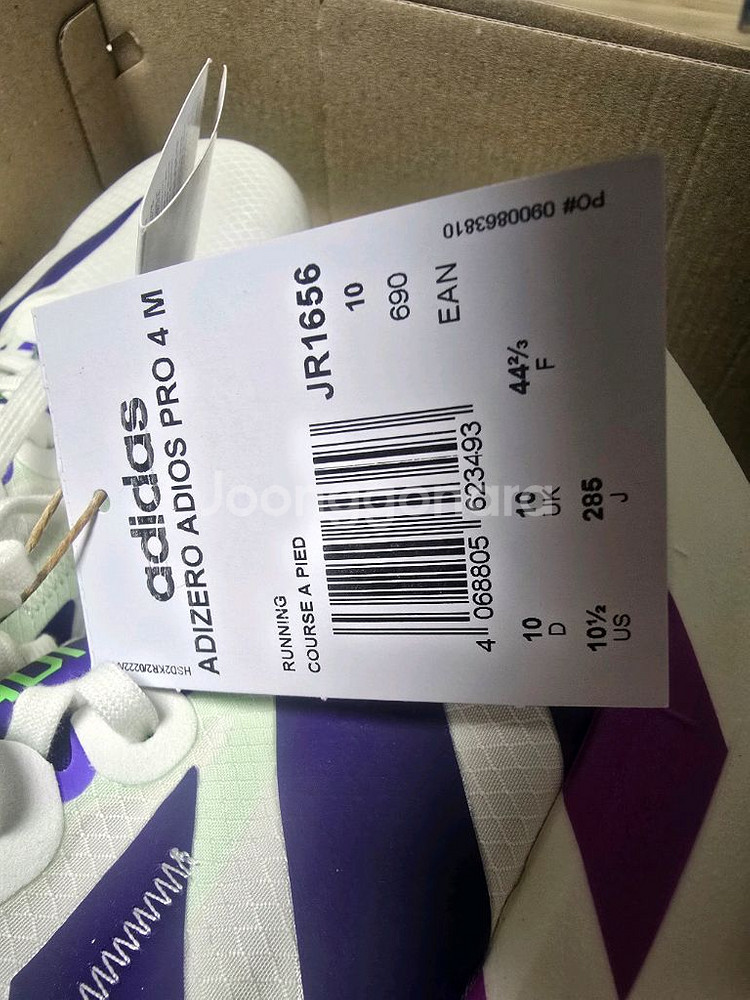 adidas
ADIZERO ADIOS PRO 4 M
RUNNING
COURSE A PIED
JR1656
10
690
EAN
4 068805 623493
10 D
10 UK
44⅔ F
10½ US
285 J
PO# 0900863810
Joonggonara